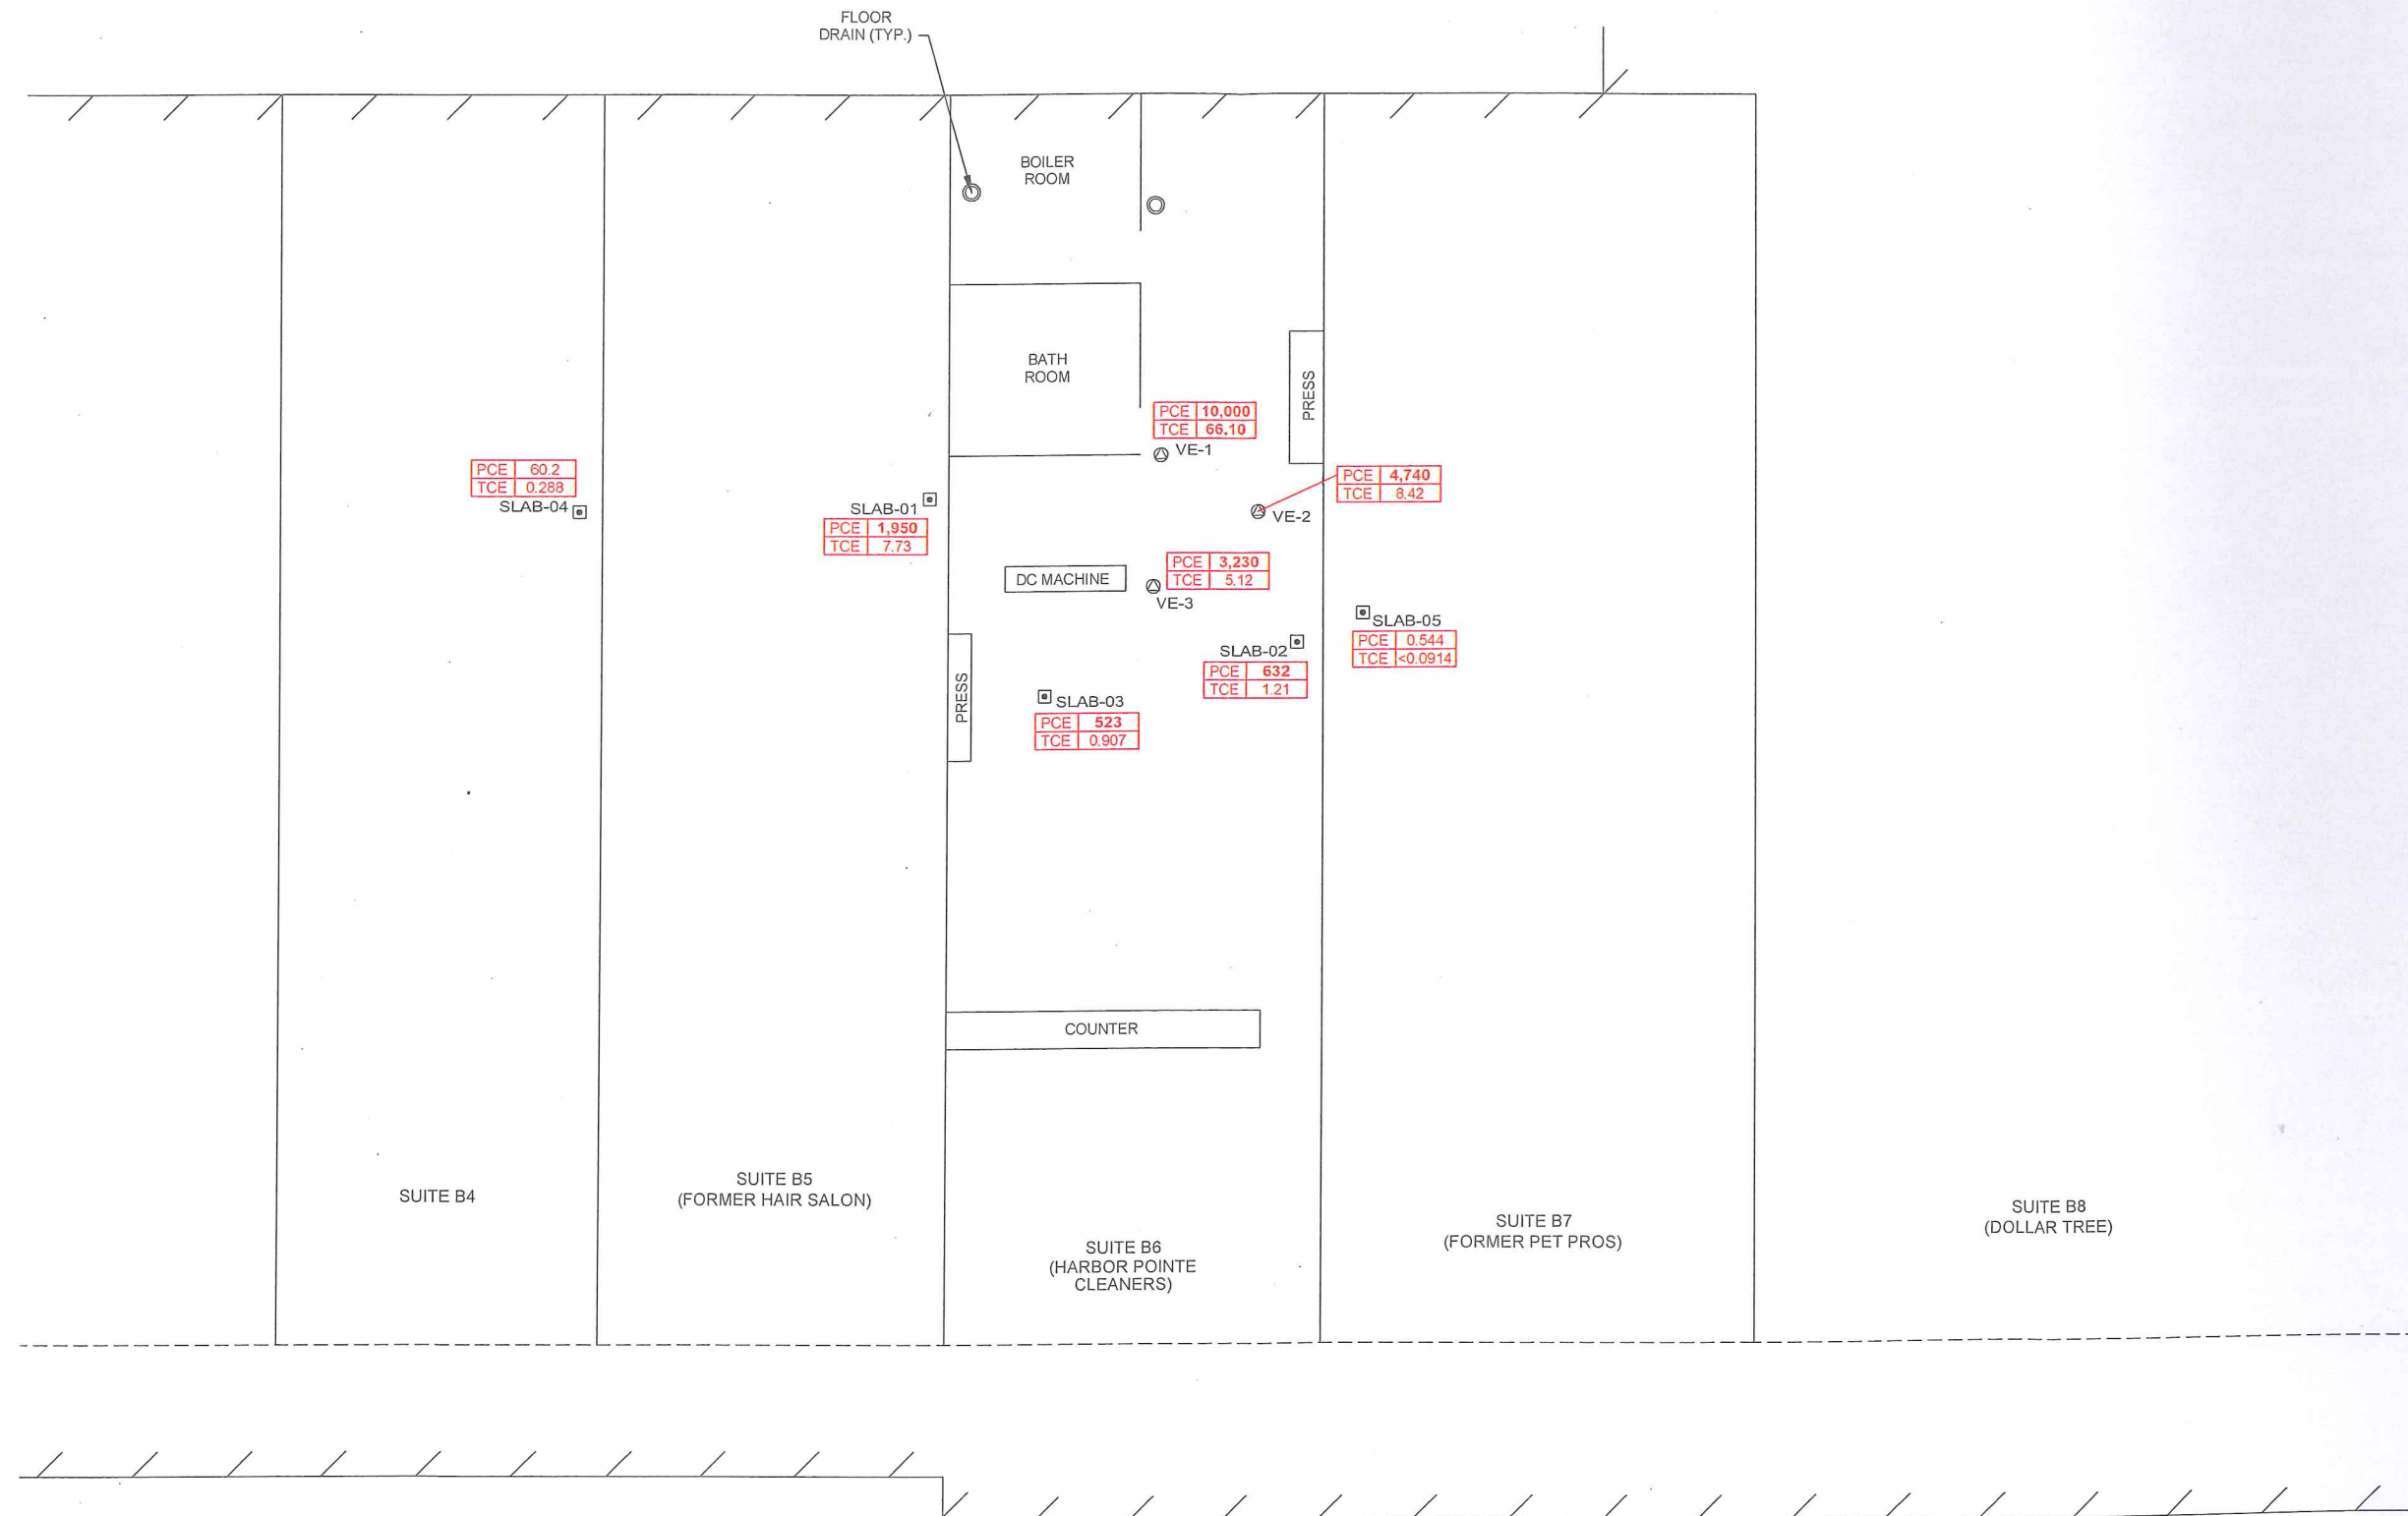 FLOOR
DRAIN (TYP.)
BOILER
ROOM
BATH
ROOM
PRESS
PCE 10,000
TCE 66.10
VE-1
PCE 60.2
TCE 0.288
SLAB-04
SLAB-01
PCE 1,950
TCE 7.73
PCE 4,740
TCE 8.42
VE-2
DC MACHINE
PCE 3,230
TCE 5.12
VE-3
SLAB-05
PCE 0.544
TCE <0.0914
SLAB-02
PCE 632
TCE 1.21
PRESS
SLAB-03
PCE 523
TCE 0.907
COUNTER
SUITE B4
SUITE B5
(FORMER HAIR SALON)
SUITE B6
(HARBOR POINTE
CLEANERS)
SUITE B7
(FORMER PET PROS)
SUITE B8
(DOLLAR TREE)